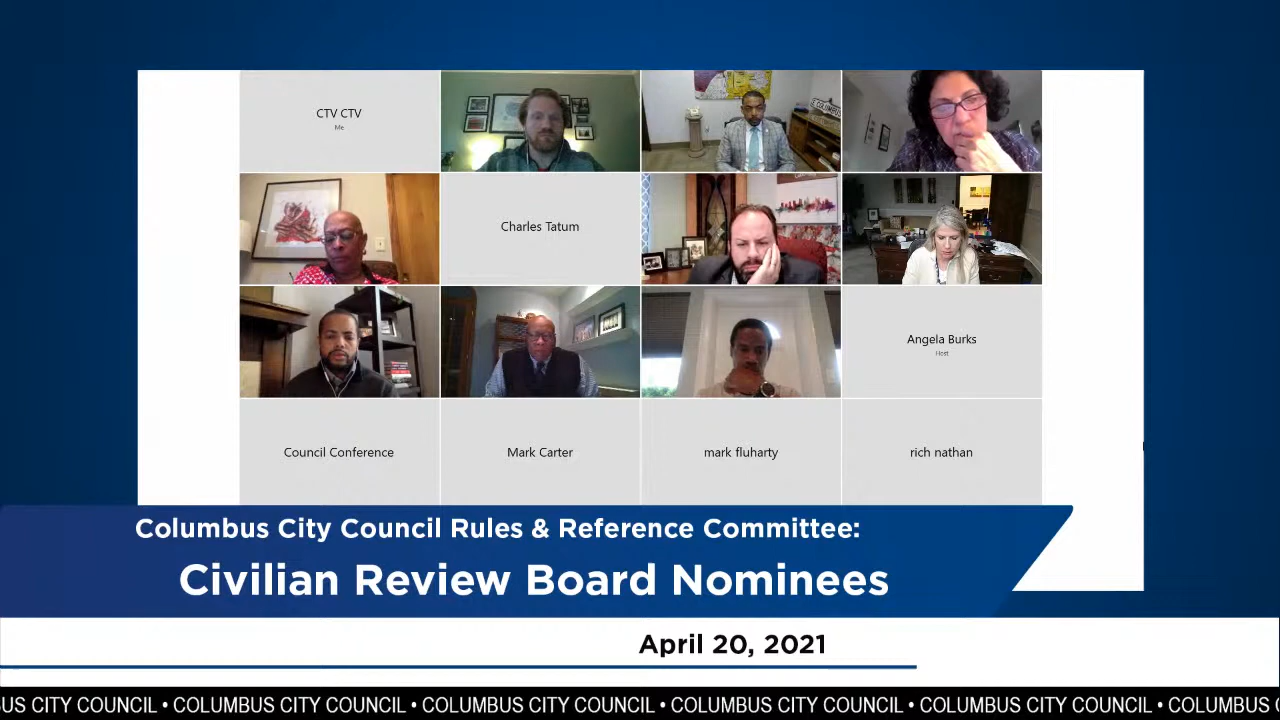 CTV CTV
Me
COLUMBUS
Charles Tatum
Angela Burks
Host
Council Conference
Mark Carter
mark fluharty
rich nathan
Columbus City Council Rules & Reference Committee:
Civilian Review Board Nominees
April 20, 2021
US CITY COUNCIL • COLUMBUS CITY COUNCIL • COLUMBUS CITY COUNCIL • COLUMBUS CITY COUNCIL • COLUMBUS C